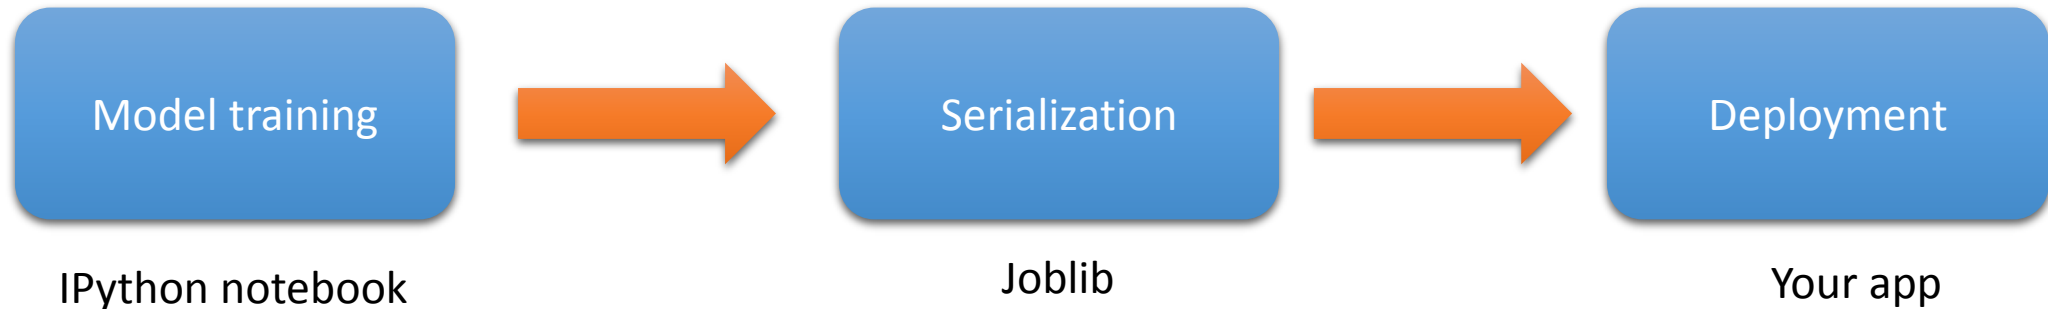 Model training
Serialization
Deployment
IPython notebook
Joblib
Your app